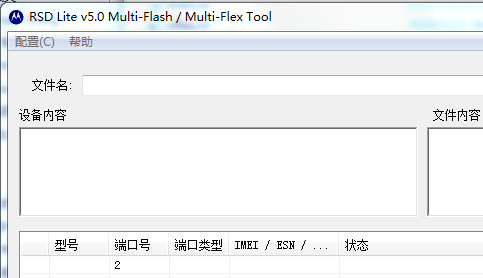 RSD Lite v5.0 Multi-Flash / Multi-Flex Tool
配置(C) 帮助
文件名:
设备内容 文件内容
型号 端口号 端口类型 IMEI / ESN / ... 状态
2